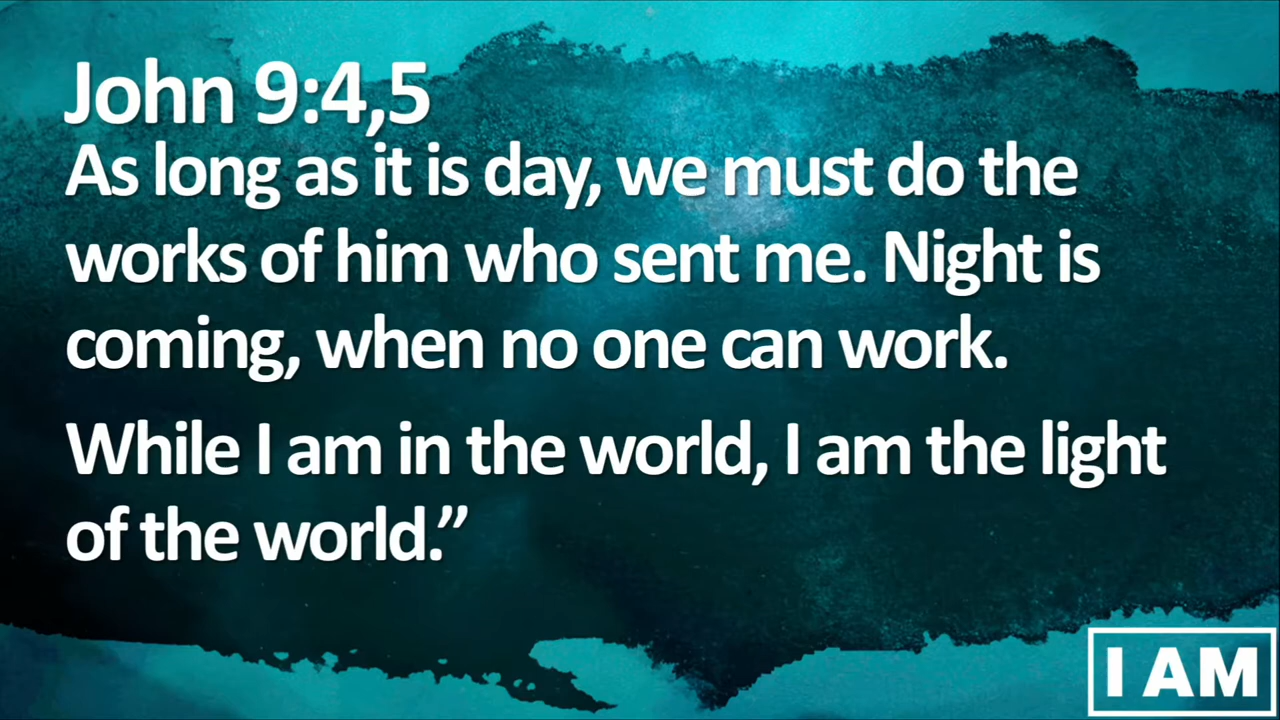 John 9:4,5
As long as it is day, we must do the
works of him who sent me. Night is
coming, when no one can work.
While I am in the world, I am the light
of the world.”
I AM